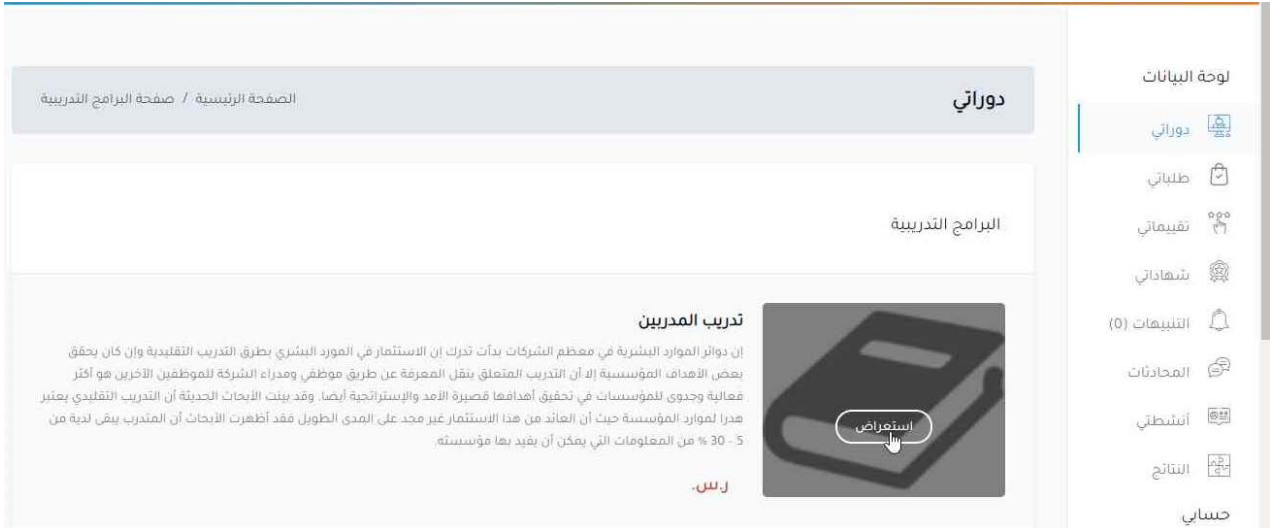 لوحة البيانات
دوراتي
طلباتي
تقييماتي
شهاداتي
التنبيهات (0)
المحادثات
أنشطتي
النتائج
حسابي
دوراتي
الصفحة الرئيسية / صفحة البرامج التدريبية
البرامج التدريبية
استعراض
تدريب المدربين
إن دوائر الموارد البشرية في معظم الشركات بدأت تدرك إن الاستثمار في المورد البشري بطرق التدريب التقليدية وإن كان يحقق
بعض الأهداف المؤسسية إلا أن التدريب المتعلق بنقل المعرفة عن طريق موظفي ومدراء الشركة للموظفين الآخرين هو أكثر
فعالية وجدوى للمؤسسات في تحقيق أهدافها قصيرة الأمد والإستراتجية أيضا. وقد بينت الأبحاث الحديثة أن التدريب التقليدي يعتبر
هدرا لموارد المؤسسة حيث أن العائد من هذا الاستثمار غير مجد على المدى الطويل فقد أظهرت الأبحاث أن المتدرب يبقى لدية من
5 - 30 % من المعلومات التي يمكن أن يفيد بها مؤسسته.
ر.س.